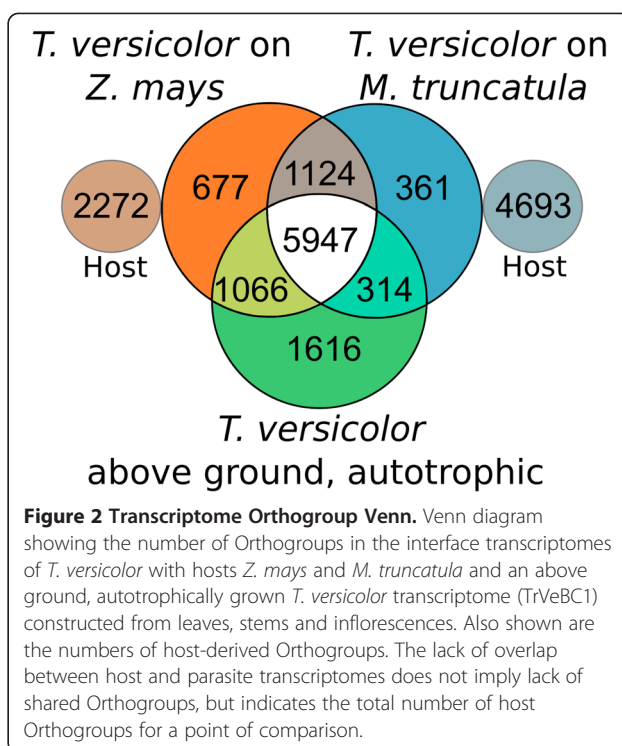 T. versicolor on T. versicolor on
Z. mays M. truncatula
2272 677 1124 361 4693
Host 5947 Host
1066 314
1616
T. versicolor
above ground, autotrophic
Figure 2 Transcriptome Orthogroup Venn. Venn diagram
showing the number of Orthogroups in the interface transcriptomes
of T. versicolor with hosts Z. mays and M. truncatula and an above
ground, autotrophically grown T. versicolor transcriptome (TrVeBC1)
constructed from leaves, stems and inflorescences. Also shown are
the numbers of host-derived Orthogroups. The lack of overlap
between host and parasite transcriptomes does not imply lack of
shared Orthogroups, but indicates the total number of host
Orthogroups for a point of comparison.